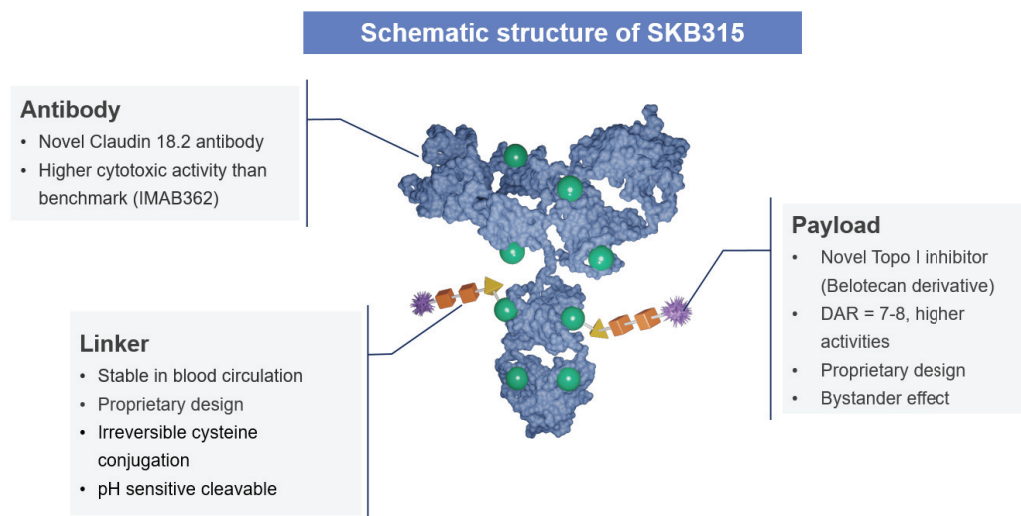 Schematic structure of SKB315
Antibody
• Novel Claudin 18.2 antibody
• Higher cytotoxic activity than
benchmark (IMAB362)
Payload
• Novel Topo I inhibitor
(Belotecan derivative)
• DAR = 7-8, higher
activities
• Proprietary design
• Bystander effect
Linker
• Stable in blood circulation
• Proprietary design
• Irreversible cysteine
conjugation
• pH sensitive cleavable